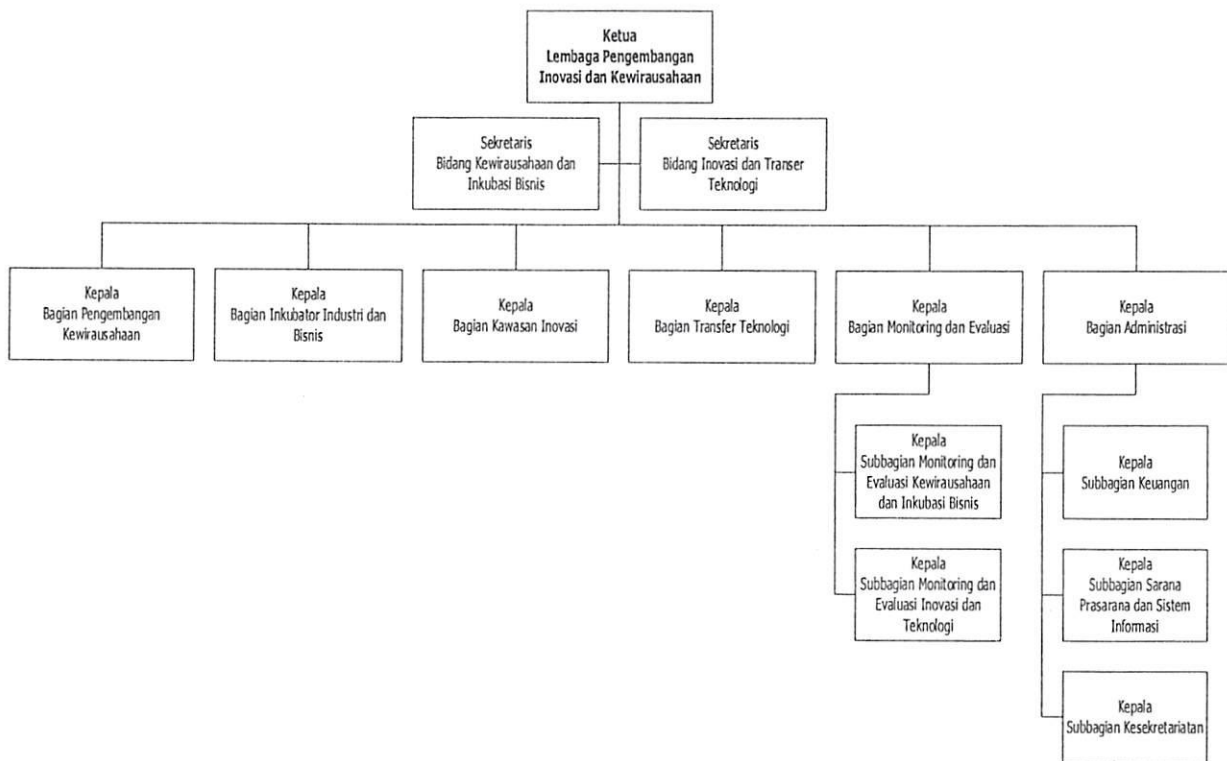 Ketua
Lembaga Pengembangan
Inovasi dan Kewirausahaan
Sekretaris
Bidang Kewirausahaan dan
Inkubasi Bisnis
Sekretaris
Bidang Inovasi dan Transer
Teknologi
Kepala
Bagian Pengembangan
Kewirausahaan
Kepala
Bagian Inkubator Industri dan
Bisnis
Kepala
Bagian Kawasan Inovasi
Kepala
Bagian Transfer Teknologi
Kepala
Bagian Monitoring dan Evaluasi
Kepala
Bagian Administrasi
Kepala
Subbagian Monitoring dan
Evaluasi Kewirausahaan
dan Inkubasi Bisnis
Kepala
Subbagian Monitoring dan
Evaluasi Inovasi dan
Teknologi
Kepala
Subbagian Keuangan
Kepala
Subbagian Sarana
Prasarana dan Sistem
Informasi
Kepala
Subbagian Kesekretariatan